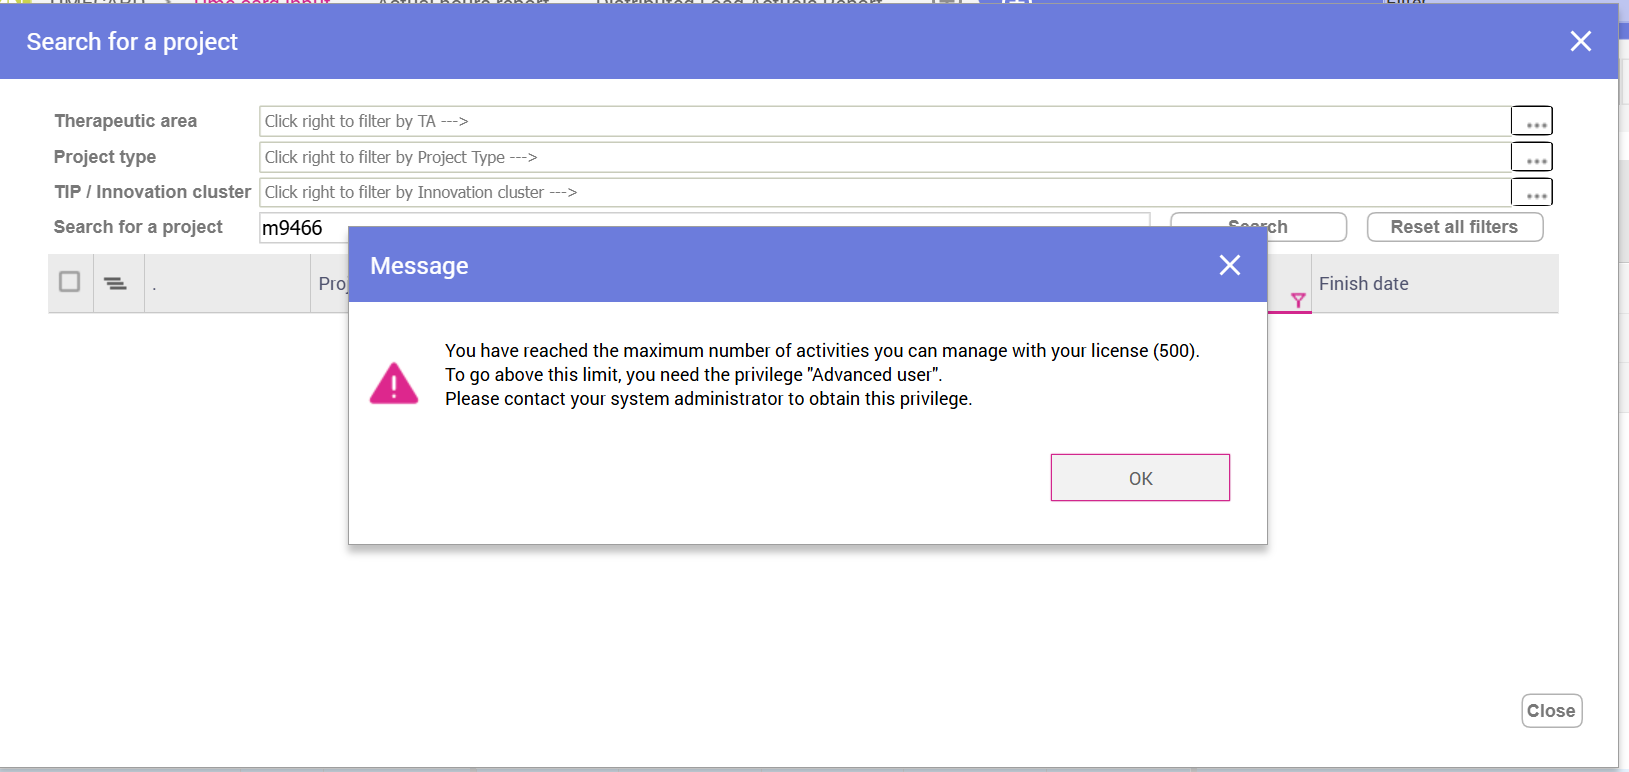 Time card input
Search for a project
Therapeutic area
Click right to filter by TA --->
...
Project type
Click right to filter by Project Type --->
...
TIP / Innovation cluster
Click right to filter by Innovation cluster --->
...
Search for a project
m9466
Reset all filters
.
Finish date
Message
You have reached the maximum number of activities you can manage with your license (500).
To go above this limit, you need the privilege "Advanced user".
Please contact your system administrator to obtain this privilege.
OK
Close